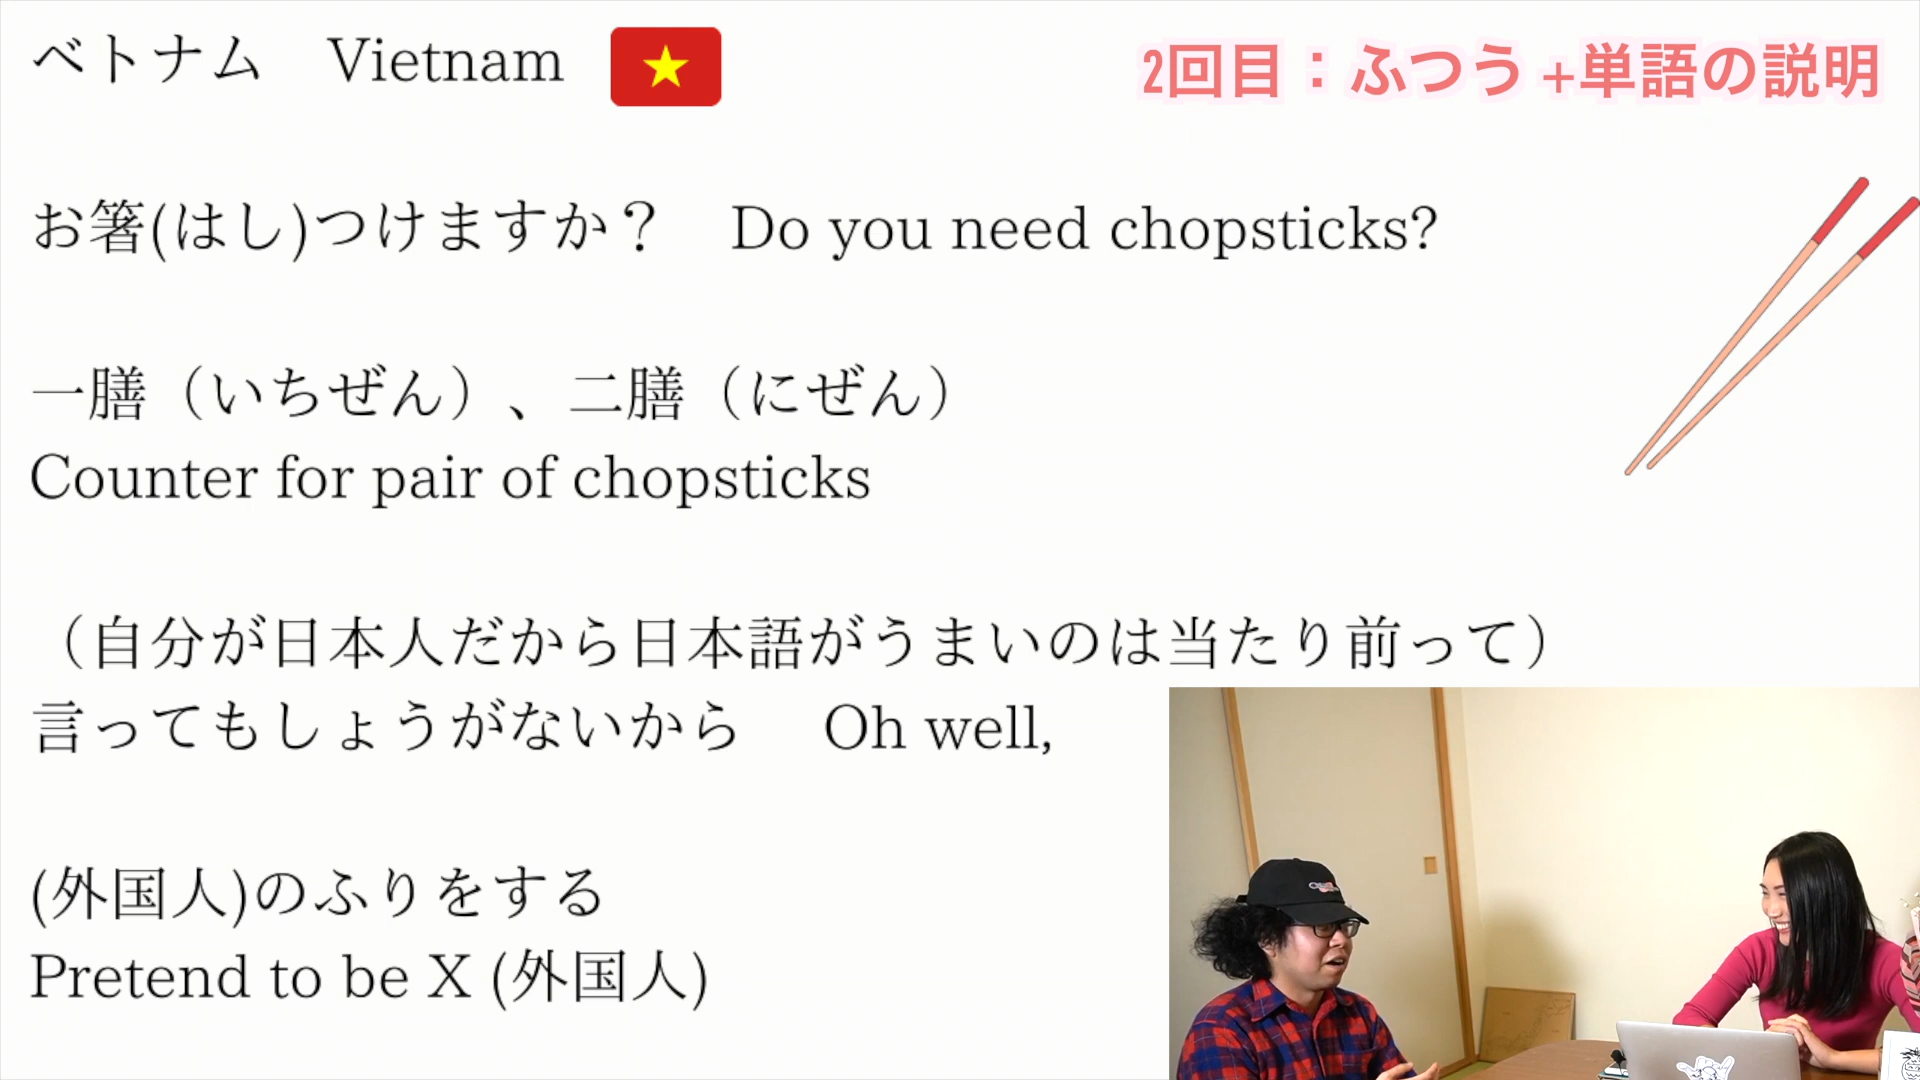 ベトナム　Vietnam
2回目：ふつう +単語の説明
お箸(はし)つけますか？　Do you need chopsticks?
一膳（いちぜん）、二膳（にぜん）
Counter for pair of chopsticks
（自分が日本人だから日本語がうまいのは当たり前って）
言ってもしょうがないから　Oh well,
(外国人)のふりをする
Pretend to be X (外国人)